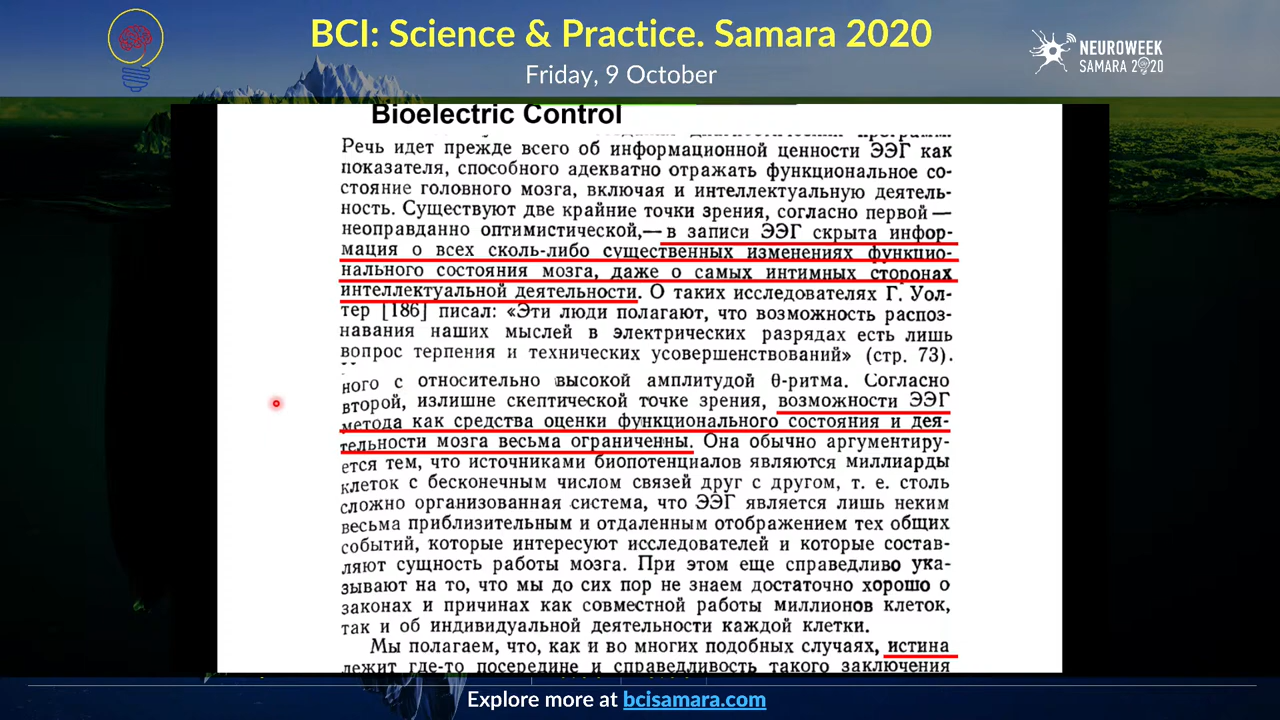 BCI: Science & Practice. Samara 2020
Friday, 9 October
NEUROWEEK
SAMARA 2020
Bioelectric Control
Речь идет прежде всего об информационной ценности ЭЭГ как
показателя, способного адекватно отражать функциональное со-
стояние головного мозга, включая и интеллектуальную деятель-
ность. Существуют две крайние точки зрения, согласно первой —
неоправданно оптимистической,— в записи ЭЭГ скрыта инфор-
мация о всех сколь-либо существенных изменениях функцио-
нального состояния мозга, даже о самых интимных сторонах
интеллектуальной деятельности. О таких исследователях Г. Уол-
тер [186] писал: «Эти люди полагают, что возможность распоз-
навания наших мыслей в электрических разрядах есть лишь
вопрос терпения и технических усовершенствований» (стр. 73).
ного с относительно высокой амплитудой θ-ритма. Согласно
второй, излишне скептической точке зрения, возможности ЭЭГ
метода как средства оценки функционального состояния и дея-
тельности мозга весьма ограничены. Она обычно аргументиру-
ется тем, что источниками биопотенциалов являются миллиарды
клеток с бесконечным числом связей друг с другом, т. е. столь
сложно организованная система, что ЭЭГ является лишь неким
весьма приблизительным и отдаленным отображением тех общих
событий, которые интересуют исследователей и которые состав-
ляют сущность работы мозга. При этом еще справедливо ука-
зывают на то, что мы до сих пор не знаем достаточно хорошо о
законах и причинах как совместной работы миллионов клеток,
так и об индивидуальной деятельности каждой клетки.
Мы полагаем, что, как и во многих подобных случаях, истина
лежит где-то посередине и справедливость такого заключения
Explore more at bcisamara.com